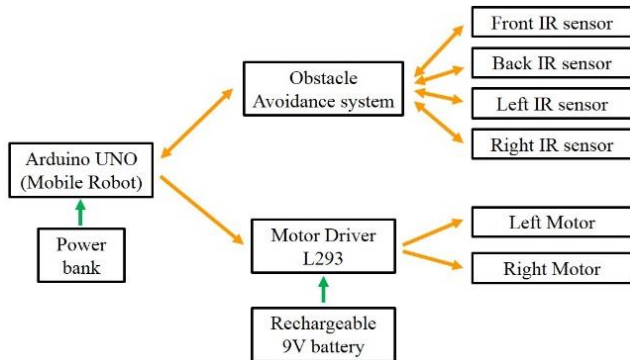 Front IR sensor
Back IR sensor
Left IR sensor
Right IR sensor
Obstacle
Avoidance system
Arduino UNO
(Mobile Robot)
Power
bank
Motor Driver
L293
Left Motor
Right Motor
Rechargeable
9V battery